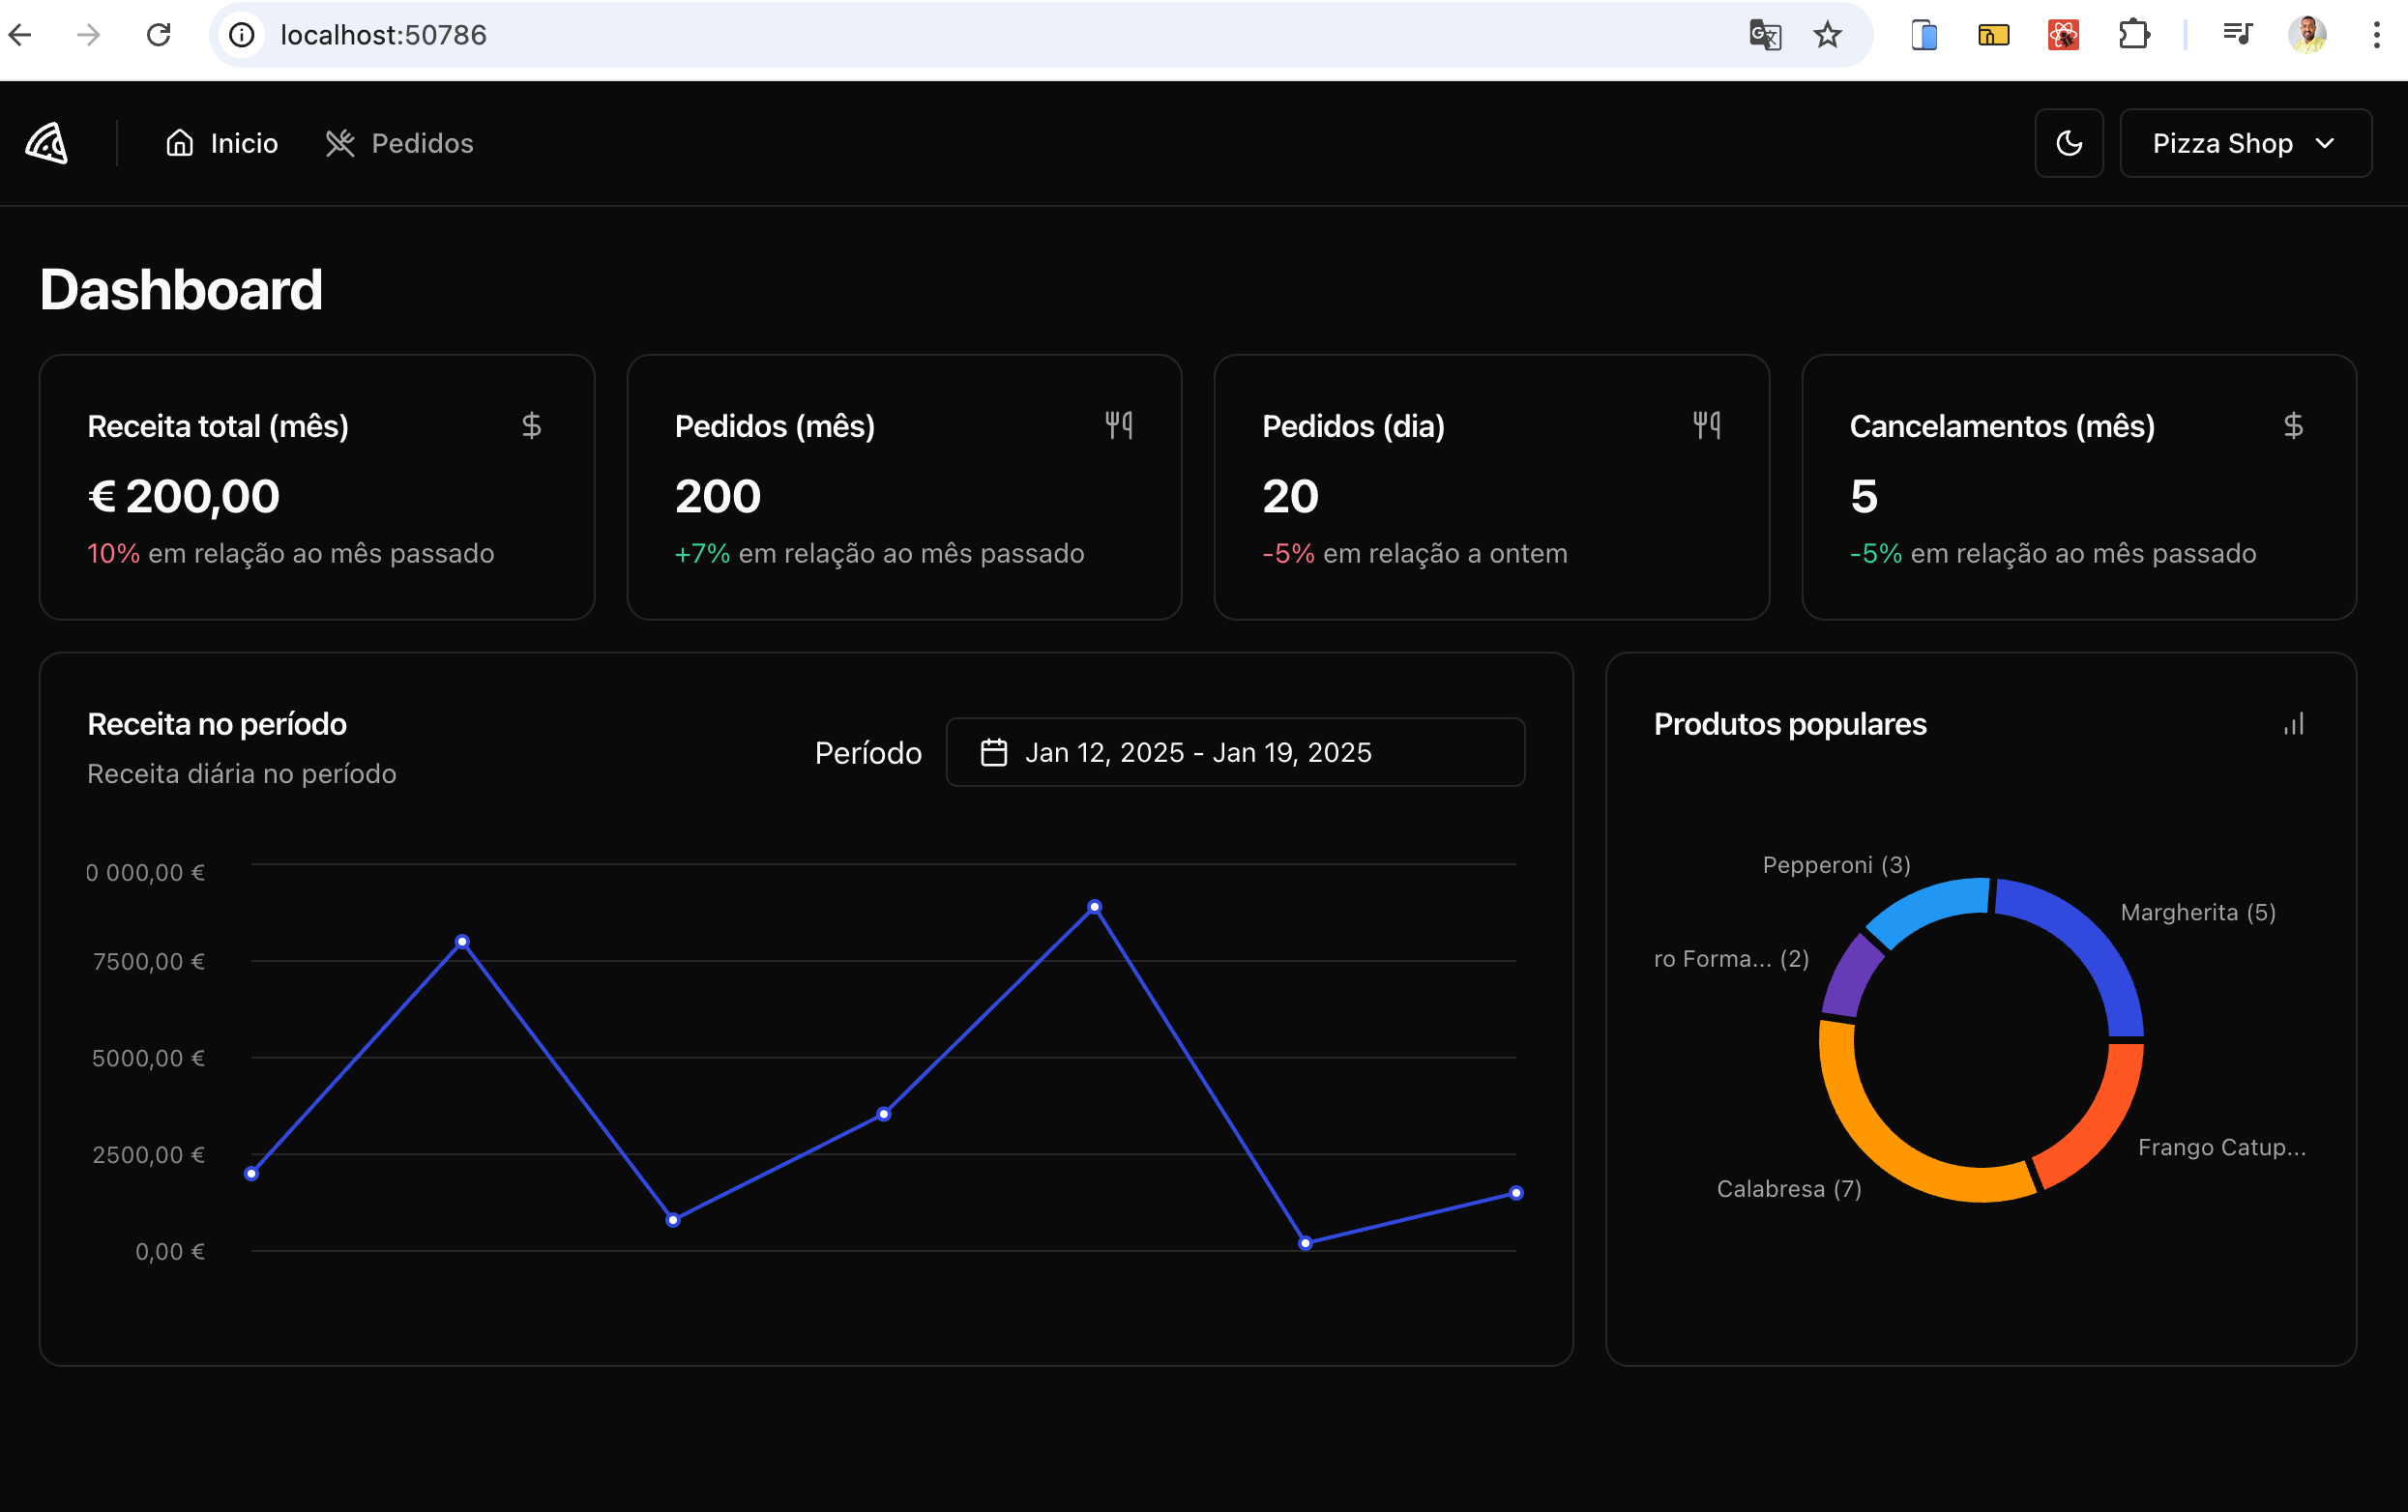 localhost:50786
Inicio
Pedidos
Pizza Shop
Dashboard
Receita total (mês)
€ 200,00
10% em relação ao mês passado
Pedidos (mês)
200
+7% em relação ao mês passado
Pedidos (dia)
20
-5% em relação a ontem
Cancelamentos (mês)
5
-5% em relação ao mês passado
Receita no período
Receita diária no período
Período
Jan 12, 2025 - Jan 19, 2025
0 000,00 €
7500,00 €
5000,00 €
2500,00 €
0,00 €
Produtos populares
Pepperoni (3)
Margherita (5)
ro Forma... (2)
Frango Catup...
Calabresa (7)